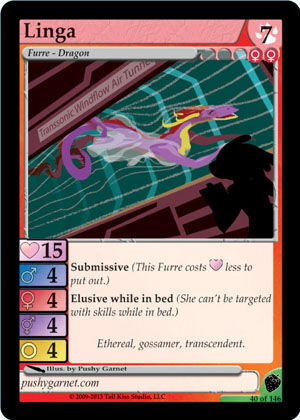 Linga
7
Furre - Dragon
Transsonic Windflow Air Tunnel
15
4
4
4
4
Submissive (This Furre costs less to
put out.)
Elusive while in bed (She can't be targeted
with skills while in bed.)
Ethereal, gossamer, transcendent.
Illus. by Pushy Garnet
pushygarnet.com
© 2009-2013 Tail Kiss Studio, LLC
40 of 146